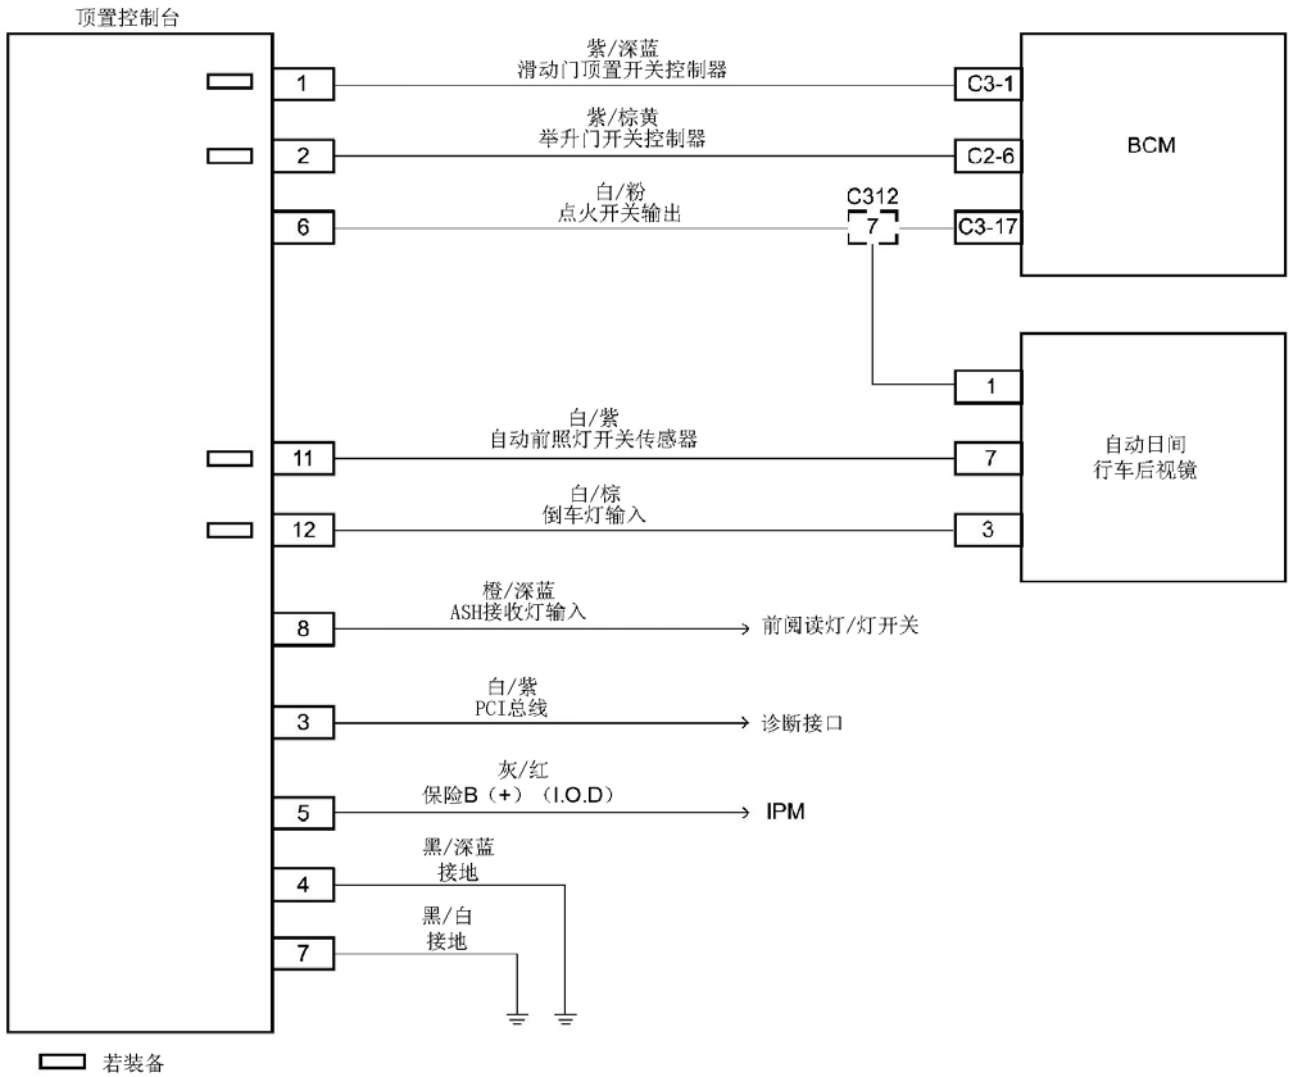 顶置控制台
紫/深蓝
滑动门顶置开关控制器
1
C3-1
紫/棕黄
举升门开关控制器
2
C2-6
BCM
白/粉
点火开关输出
C312
6
7
C3-17
1
白/紫
自动前照灯开关传感器
11
7
自动日间
行车后视镜
白/棕
倒车灯输入
12
3
橙/深蓝
ASH接收灯输入
8
前阅读灯/灯开关
白/紫
PCI总线
3
诊断接口
灰/红
保险B（+）（I.O.D）
5
IPM
黑/深蓝
接地
4
黑/白
接地
7
若装备